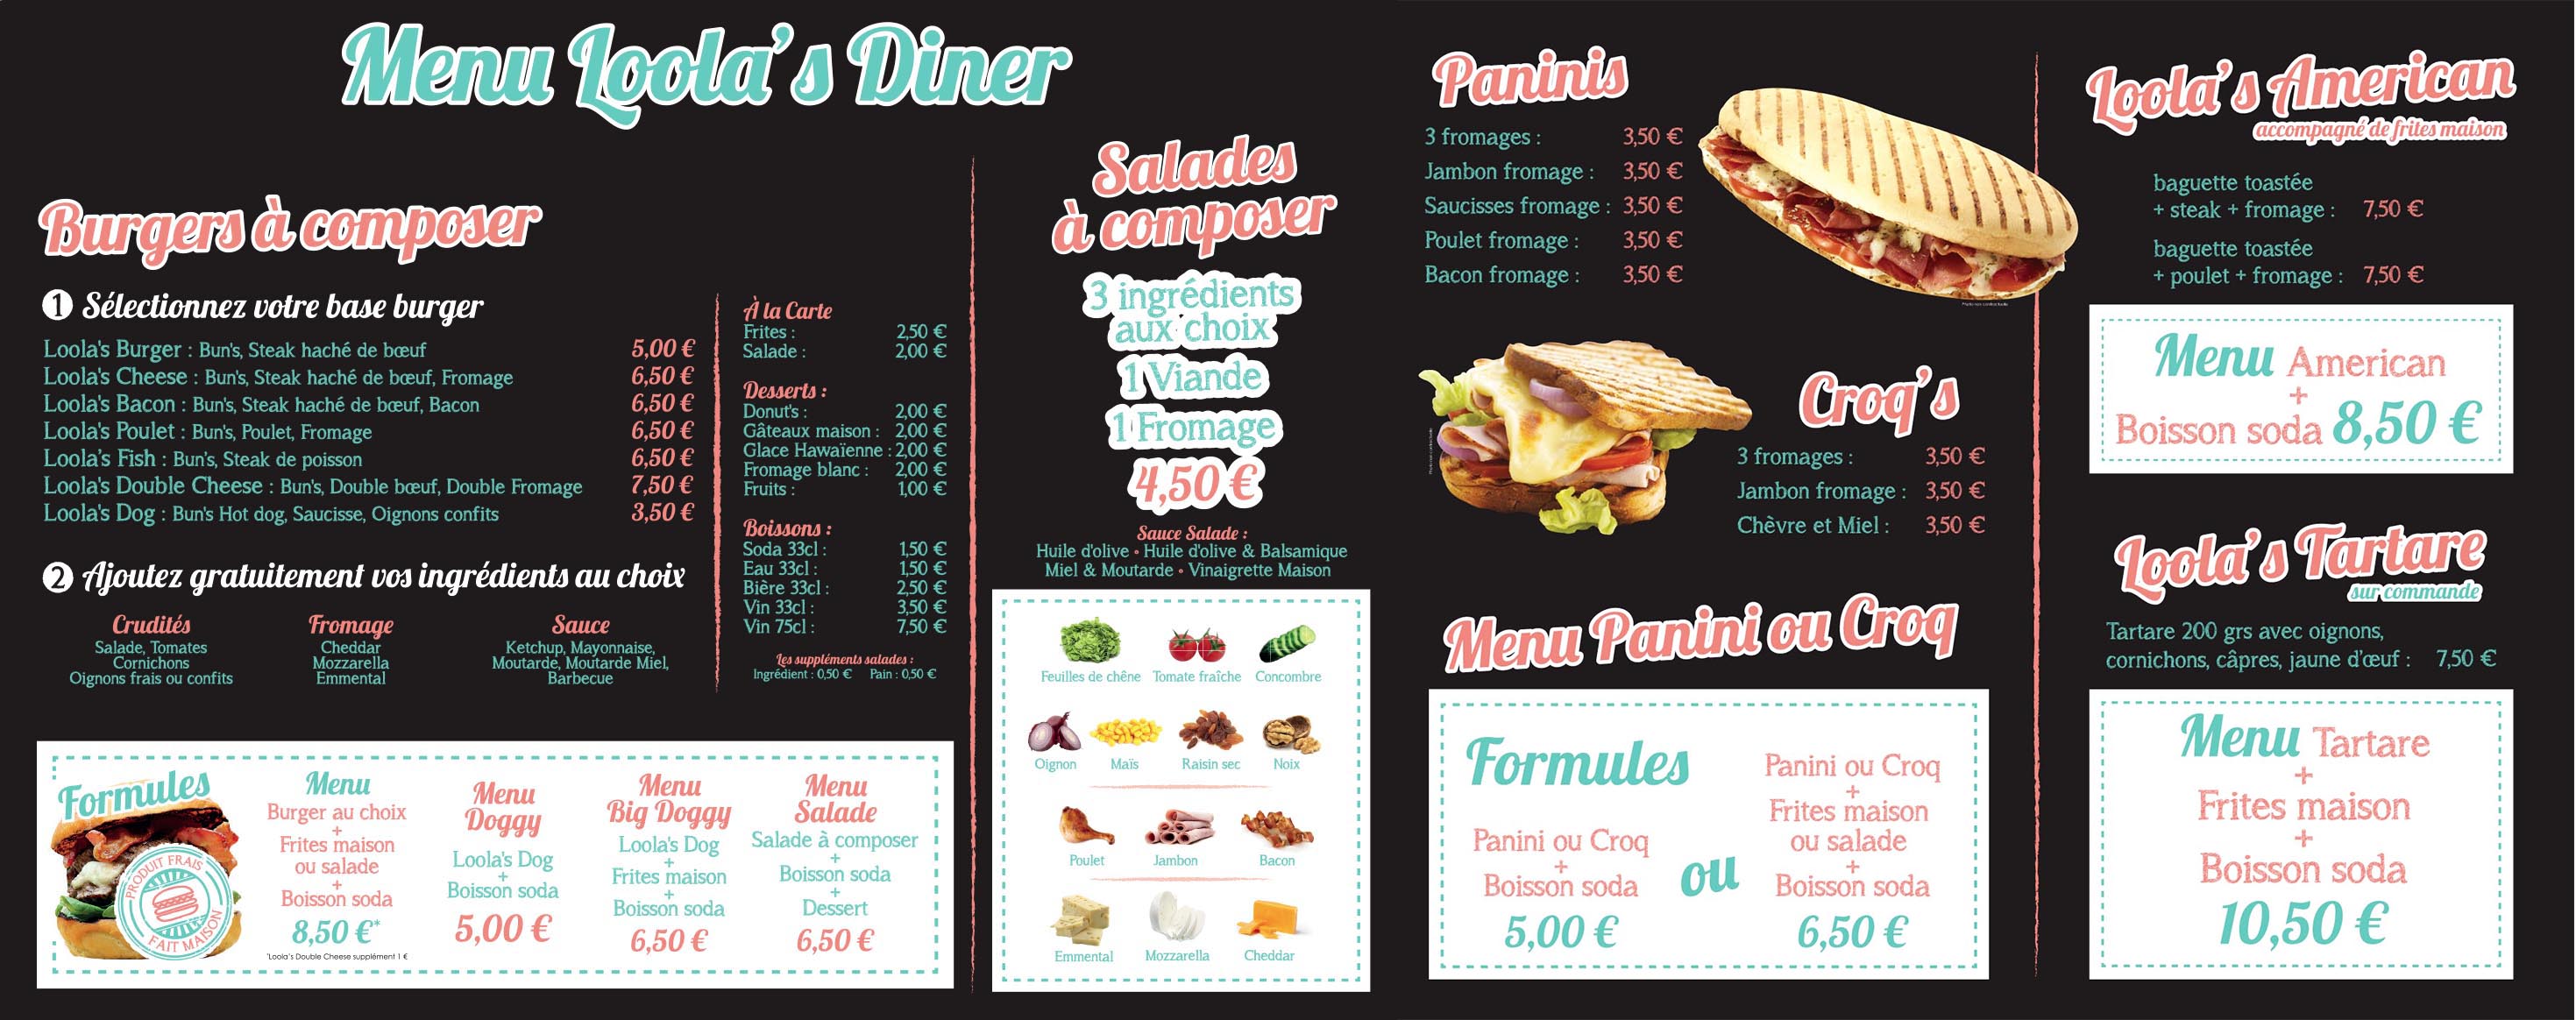 Menu Loola's Diner
Burgers à composer
1 Sélectionnez votre base burger
Loola's Burger : Bun's, Steak haché de bœuf 5,00 €
Loola's Cheese : Bun's, Steak haché de bœuf, Fromage 6,50 €
Loola's Bacon : Bun's, Steak haché de bœuf, Bacon 6,50 €
Loola's Poulet : Bun's, Poulet, Fromage 6,50 €
Loola's Fish : Bun's, Steak de poisson 6,50 €
Loola's Double Cheese : Bun's, Double bœuf, Double Fromage 7,50 €
Loola's Dog : Bun's Hot dog, Saucisse, Oignons confits 3,50 €
2 Ajoutez gratuitement vos ingrédients au choix
Crudités
Salade, Tomates
Cornichons
Oignons frais ou confits
Fromage
Cheddar
Mozzarella
Emmental
Sauce
Ketchup, Mayonnaise,
Moutarde, Moutarde Miel,
Barbecue
À la Carte
Frites : 2,50 €
Salade : 2,00 €
Desserts :
Donut's : 2,00 €
Gâteaux maison : 2,00 €
Glace Hawaïenne : 2,00 €
Fromage blanc : 2,00 €
Fruits : 1,00 €
Boissons :
Soda 33cl : 1,50 €
Eau 33cl : 1,50 €
Bière 33cl : 2,50 €
Vin 33cl : 3,50 €
Vin 75cl : 7,50 €
Les suppléments salades :
Ingrédient : 0,50 € Pain : 0,50 €
Formules
PRODUIT FRAIS
FAIT MAISON
Menu
Burger au choix
+
Frites maison
ou salade
+
Boisson soda
8,50 €*
*Loola's Double Cheese supplément 1 €
Menu
Doggy
Loola's Dog
+
Boisson soda
5,00 €
Menu
Big Doggy
Loola's Dog
+
Frites maison
+
Boisson soda
6,50 €
Menu
Salade
Salade à composer
+
Boisson soda
+
Dessert
6,50 €
Salades
à composer
3 ingrédients
aux choix
1 Viande
1 Fromage
4,50 €
Sauce Salade :
Huile d'olive • Huile d'olive & Balsamique
Miel & Moutarde • Vinaigrette Maison
Feuilles de chêne Tomate fraîche Concombre
Oignon Maïs Raisin sec Noix
Poulet Jambon Bacon
Emmental Mozzarella Cheddar
Paninis
3 fromages : 3,50 €
Jambon fromage : 3,50 €
Saucisses fromage : 3,50 €
Poulet fromage : 3,50 €
Bacon fromage : 3,50 €
Croq's
3 fromages : 3,50 €
Jambon fromage : 3,50 €
Chèvre et Miel : 3,50 €
Menu Panini ou Croq
Formules
Panini ou Croq
+
Boisson soda
5,00 €
ou
Panini ou Croq
+
Frites maison
ou salade
+
Boisson soda
6,50 €
Loola's American
accompagné de frites maison
baguette toastée
+ steak + fromage : 7,50 €
baguette toastée
+ poulet + fromage : 7,50 €
Menu American
+
Boisson soda 8,50 €
Loola's Tartare
sur commande
Tartare 200 grs avec oignons,
cornichons, câpres, jaune d'œuf : 7,50 €
Menu Tartare
+
Frites maison
+
Boisson soda
10,50 €